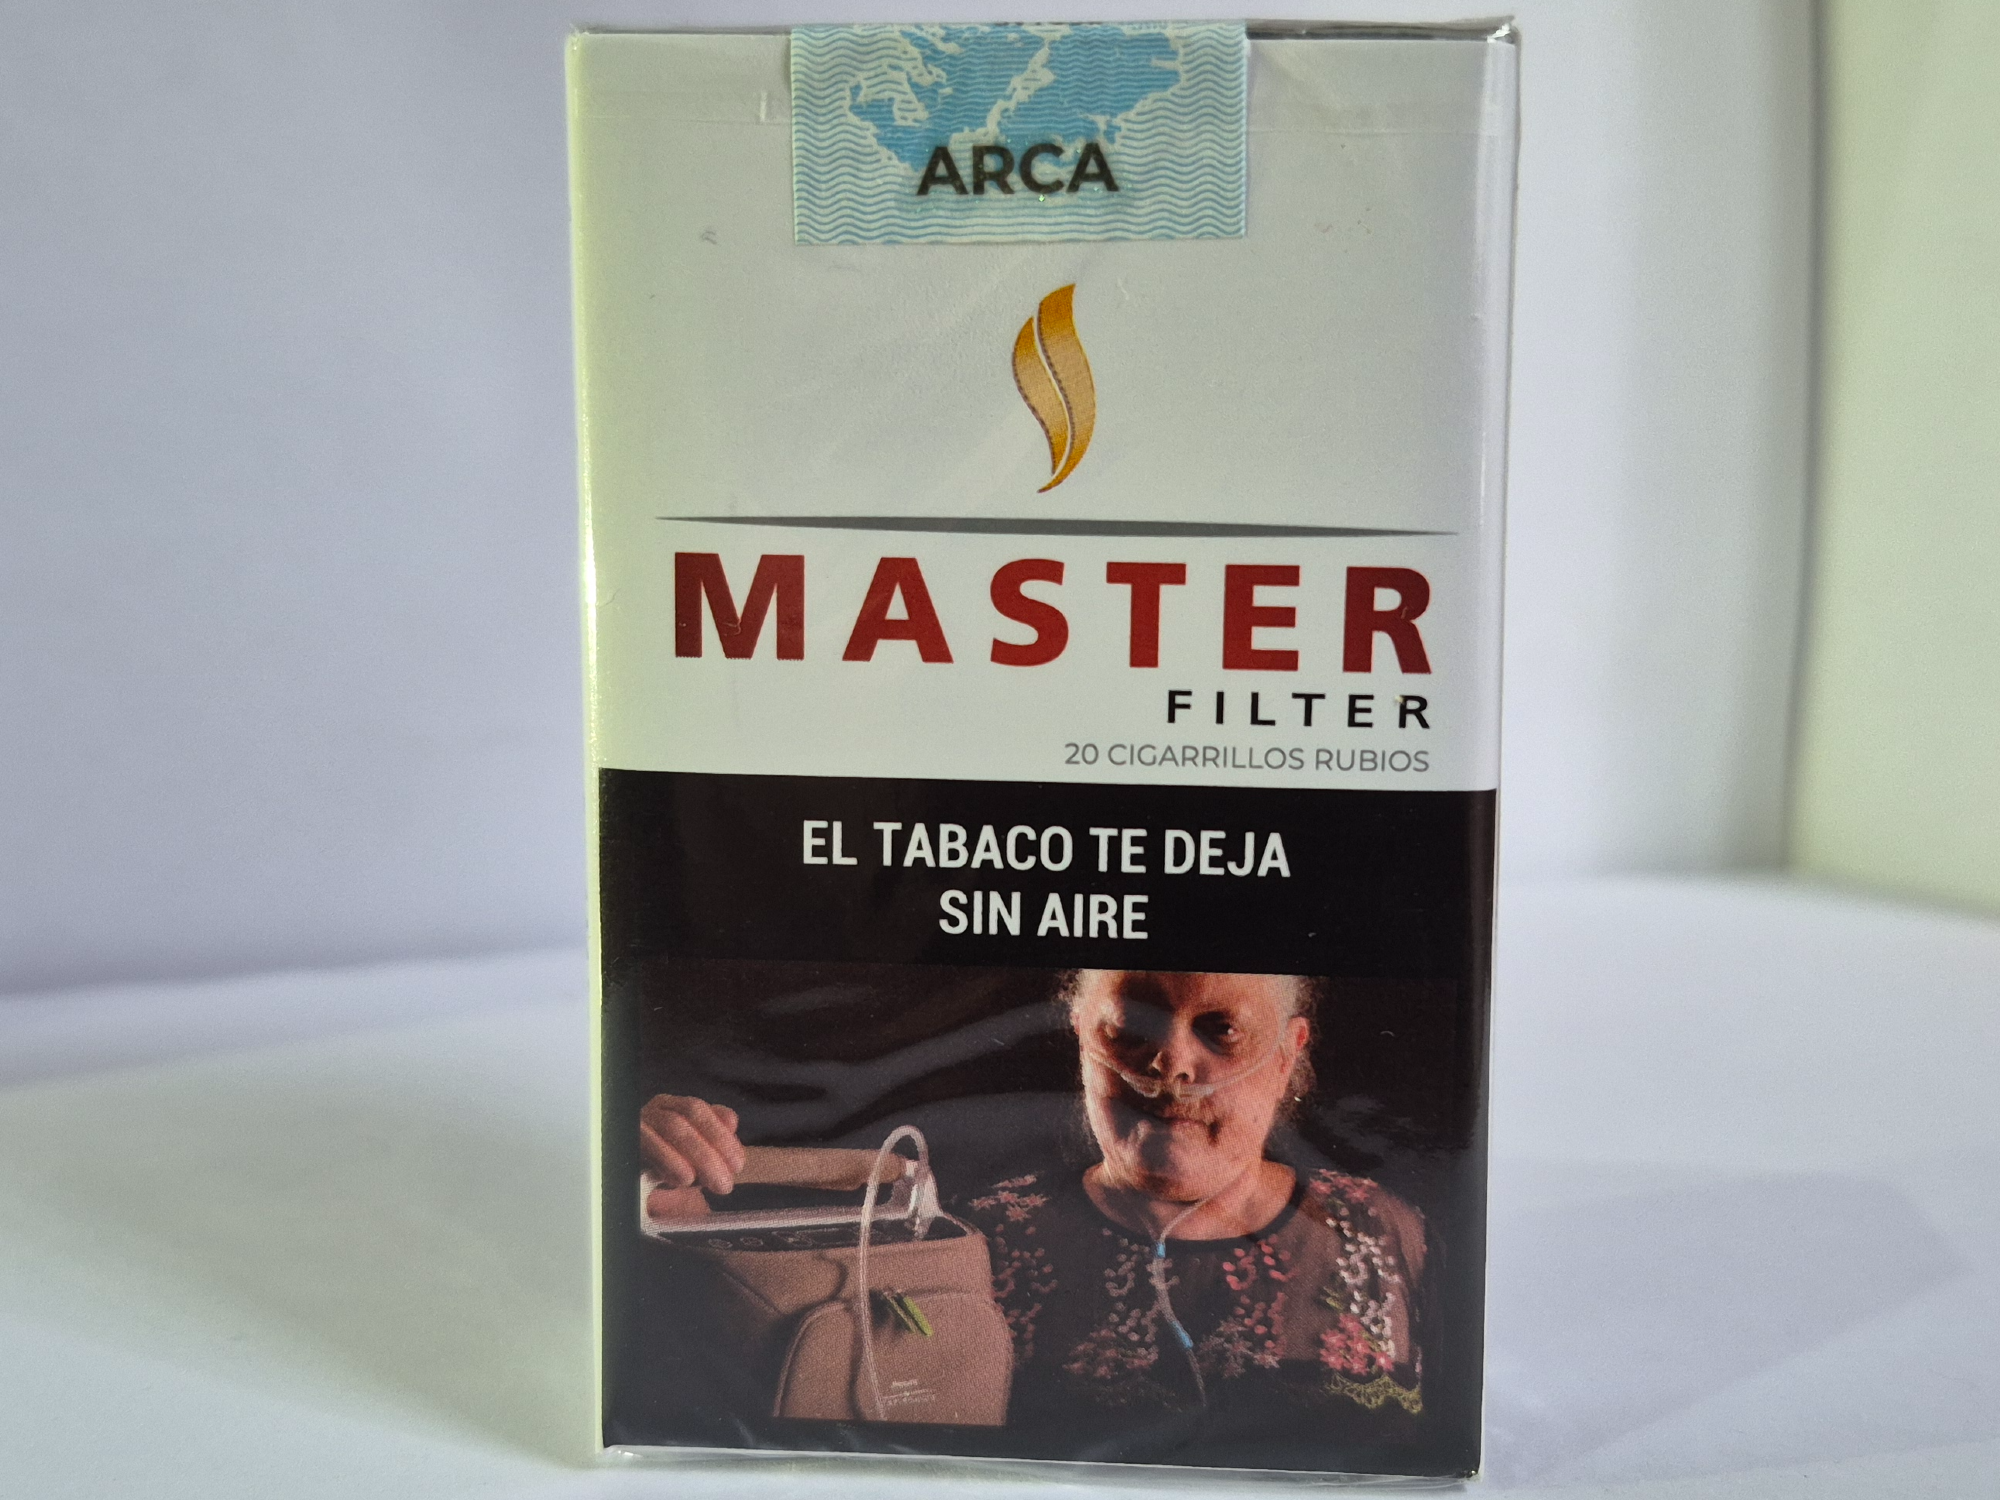 ARCA
MASTER
FILTER
20 CIGARRILLOS RUBIOS
EL TABACO TE DEJA
SIN AIRE